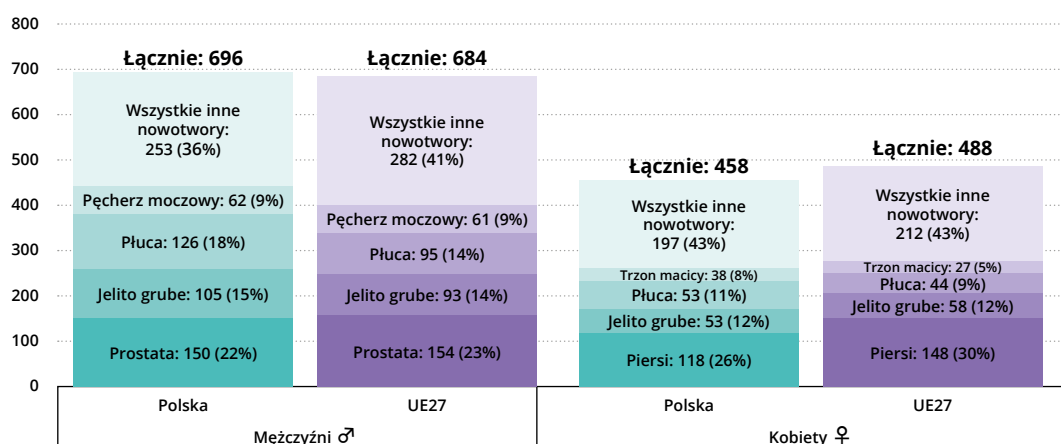 800
700
600
500
400
300
200
100
0
Łącznie: 696
Wszystkie inne
nowotwory:
253 (36%)
Pęcherz moczowy: 62 (9%)
Płuca: 126 (18%)
Jelito grube: 105 (15%)
Prostata: 150 (22%)
Łącznie: 684
Wszystkie inne
nowotwory:
282 (41%)
Pęcherz moczowy: 61 (9%)
Płuca: 95 (14%)
Jelito grube: 93 (14%)
Prostata: 154 (23%)
Łącznie: 458
Wszystkie inne
nowotwory:
197 (43%)
Trzon macicy: 38 (8%)
Płuca: 53 (11%)
Jelito grube: 53 (12%)
Piersi: 118 (26%)
Łącznie: 488
Wszystkie inne
nowotwory:
212 (43%)
Trzon macicy: 27 (5%)
Płuca: 44 (9%)
Jelito grube: 58 (12%)
Piersi: 148 (30%)
Polska
UE27
Polska
UE27
Mężczyźni ♂
Kobiety ♀